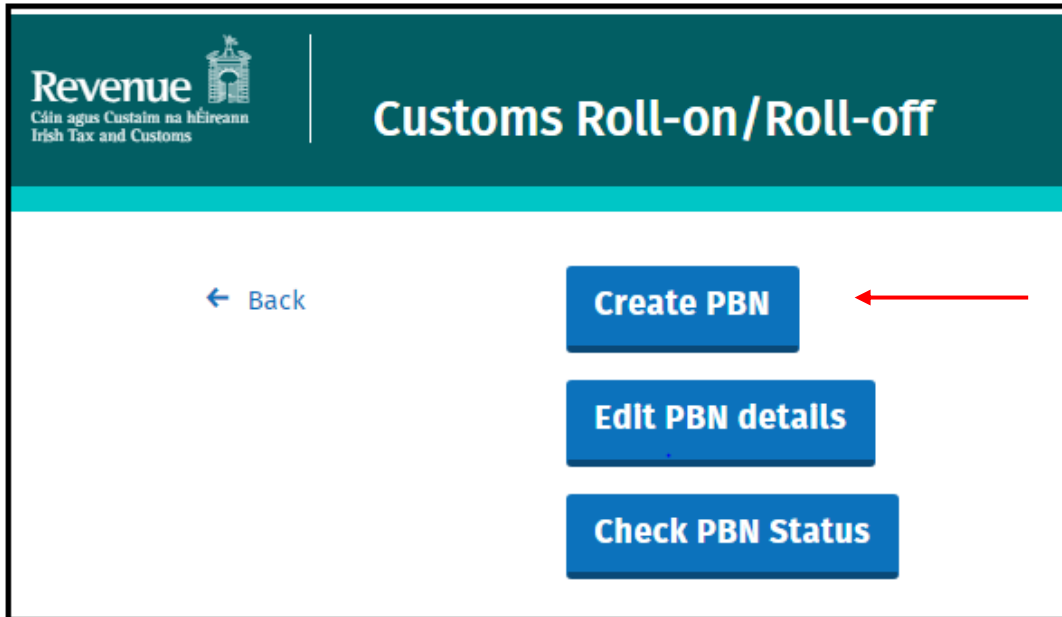 Revenue
Cáin agus Custaim na hÉireann
Irish Tax and Customs
Customs Roll-on/Roll-off
← Back
Create PBN
Edit PBN details
Check PBN Status